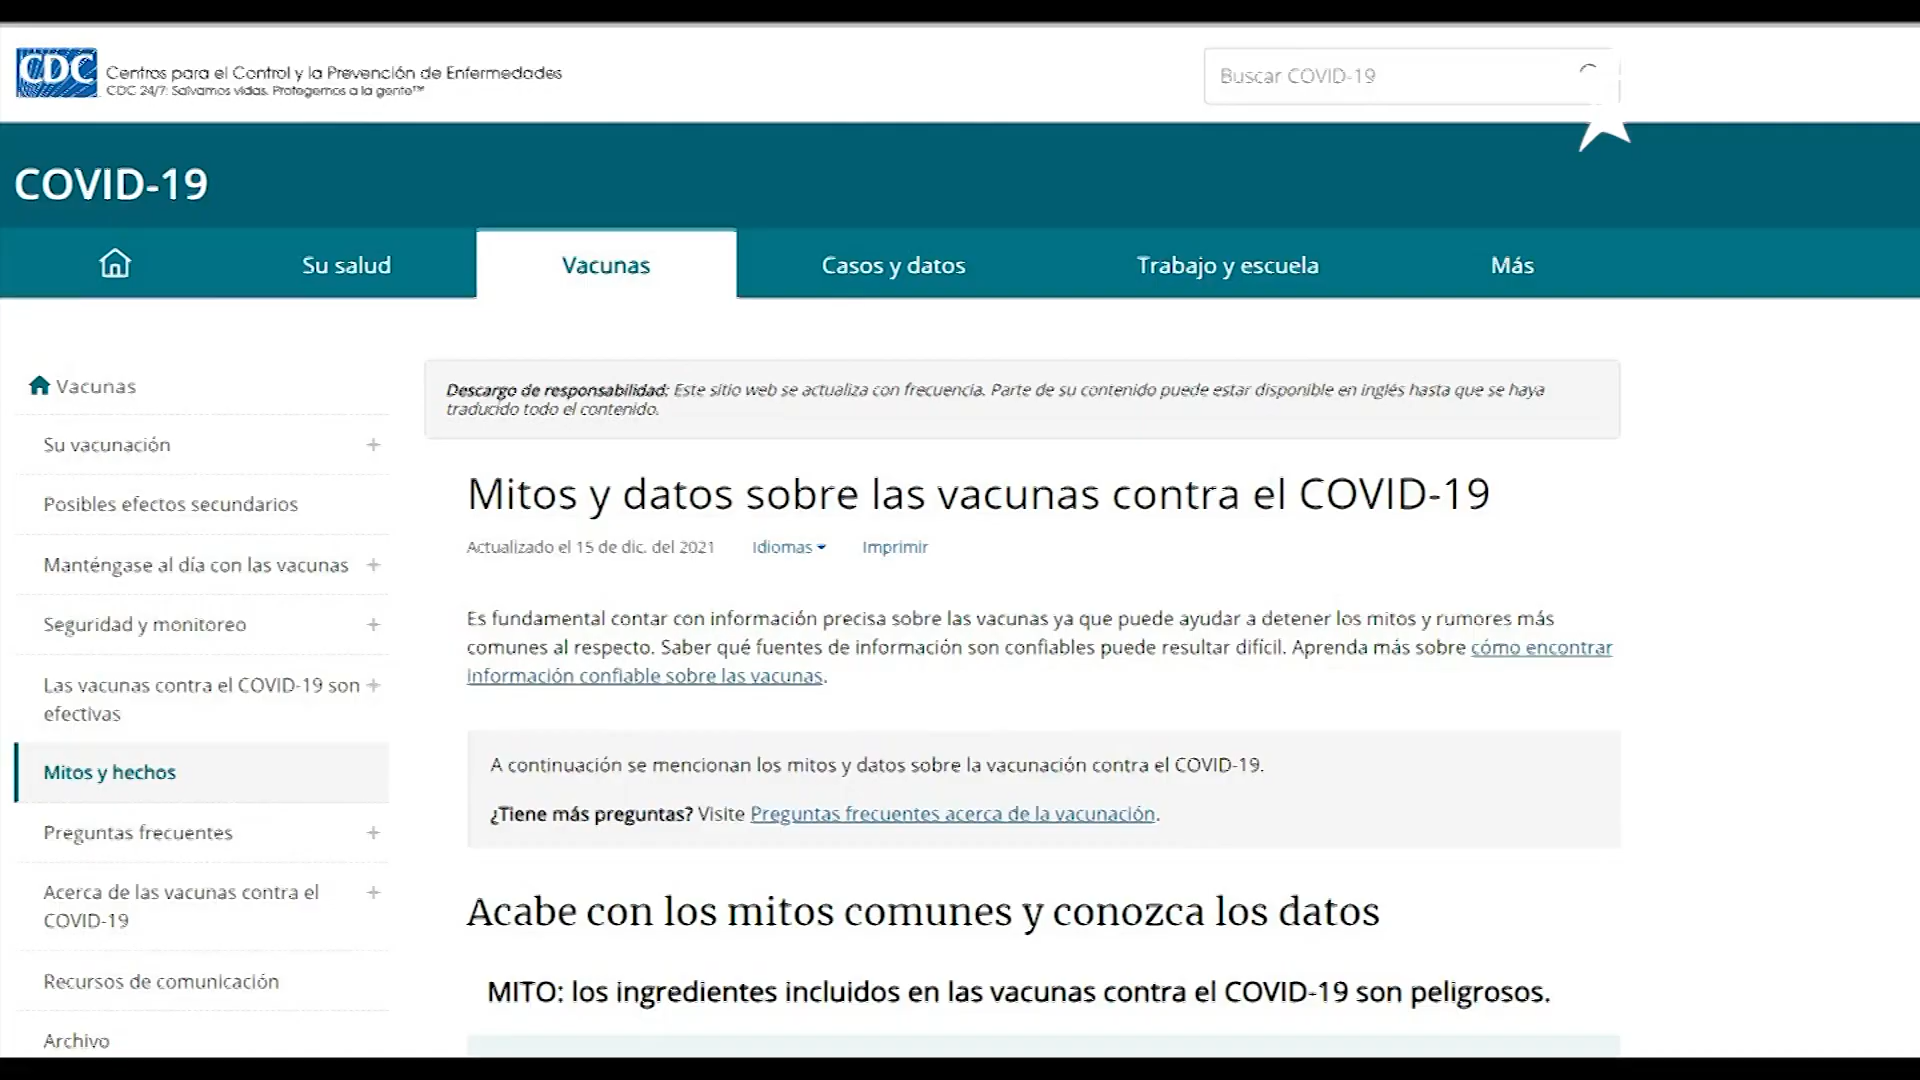 CDC
Centros para el Control y la Prevención de Enfermedades
CDC 24/7: Salvamos vidas. Protegemos a la gente™
Buscar COVID-19
COVID-19
Su salud
Vacunas
Casos y datos
Trabajo y escuela
Más
Vacunas
Su vacunación
Posibles efectos secundarios
Manténgase al día con las vacunas
Seguridad y monitoreo
Las vacunas contra el COVID-19 son
efectivas
Mitos y hechos
Preguntas frecuentes
Acerca de las vacunas contra el
COVID-19
Recursos de comunicación
Archivo
Descargo de responsabilidad: Este sitio web se actualiza con frecuencia. Parte de su contenido puede estar disponible en inglés hasta que se haya
traducido todo el contenido.
Mitos y datos sobre las vacunas contra el COVID-19
Actualizado el 15 de dic. del 2021
Idiomas
Imprimir
Es fundamental contar con información precisa sobre las vacunas ya que puede ayudar a detener los mitos y rumores más
comunes al respecto. Saber qué fuentes de información son confiables puede resultar difícil. Aprenda más sobre cómo encontrar
información confiable sobre las vacunas.
A continuación se mencionan los mitos y datos sobre la vacunación contra el COVID-19.
¿Tiene más preguntas? Visite Preguntas frecuentes acerca de la vacunación.
Acabe con los mitos comunes y conozca los datos
MITO: los ingredientes incluidos en las vacunas contra el COVID-19 son peligrosos.